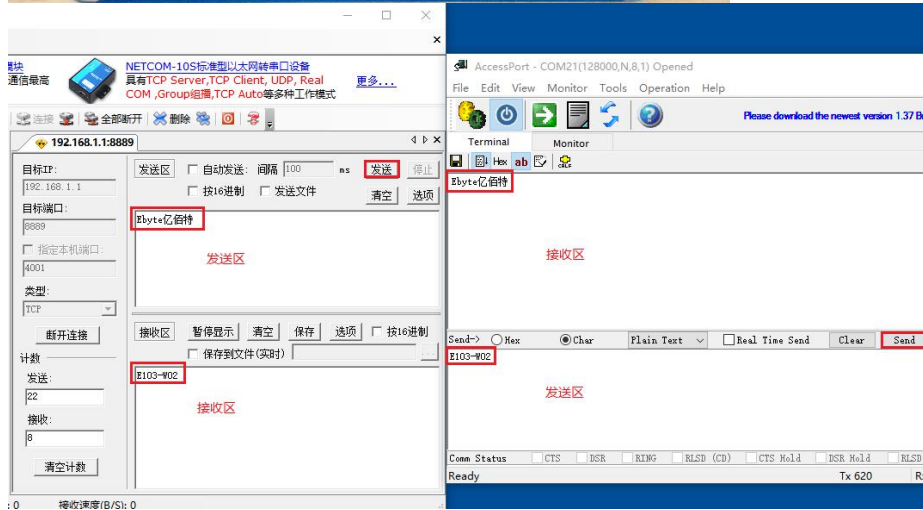 ×
模块
通信最高
NETCOM-10S标准型以太网转串口设备
具有TCP Server,TCP Client, UDP, Real
COM ,Group组播,TCP Auto等多种工作模式
更多...
连接 全部断开 删除
192.168.1.1:8889
目标IP:
192.168.1.1
目标端口:
8889
指定本机端口:
4001
类型:
TCP
断开连接
计数
发送:
22
接收:
8
清空计数
发送区 自动发送: 间隔 100 ms 发送 停止
按16进制 发送文件 清空 选项
Ebyte亿佰特
发送区
接收区 暂停显示 清空 保存 选项 按16进制
保存到文件(实时) ...
E103-W02
接收区
: 0 接收速度(B/S): 0
AccessPort - COM21(128000,N,8,1) Opened
File Edit View Monitor Tools Operation Help
Please download the newest version 1.37 Bu
Terminal Monitor
Hex ab
Ebyte亿佰特
接收区
Send-> Hex Char Plain Text Real Time Send Clear Send
E103-W02
发送区
Comm Status CTS DSR RING RLSD (CD) CTS Hold DSR Hold RLSD
Ready Tx 620 R